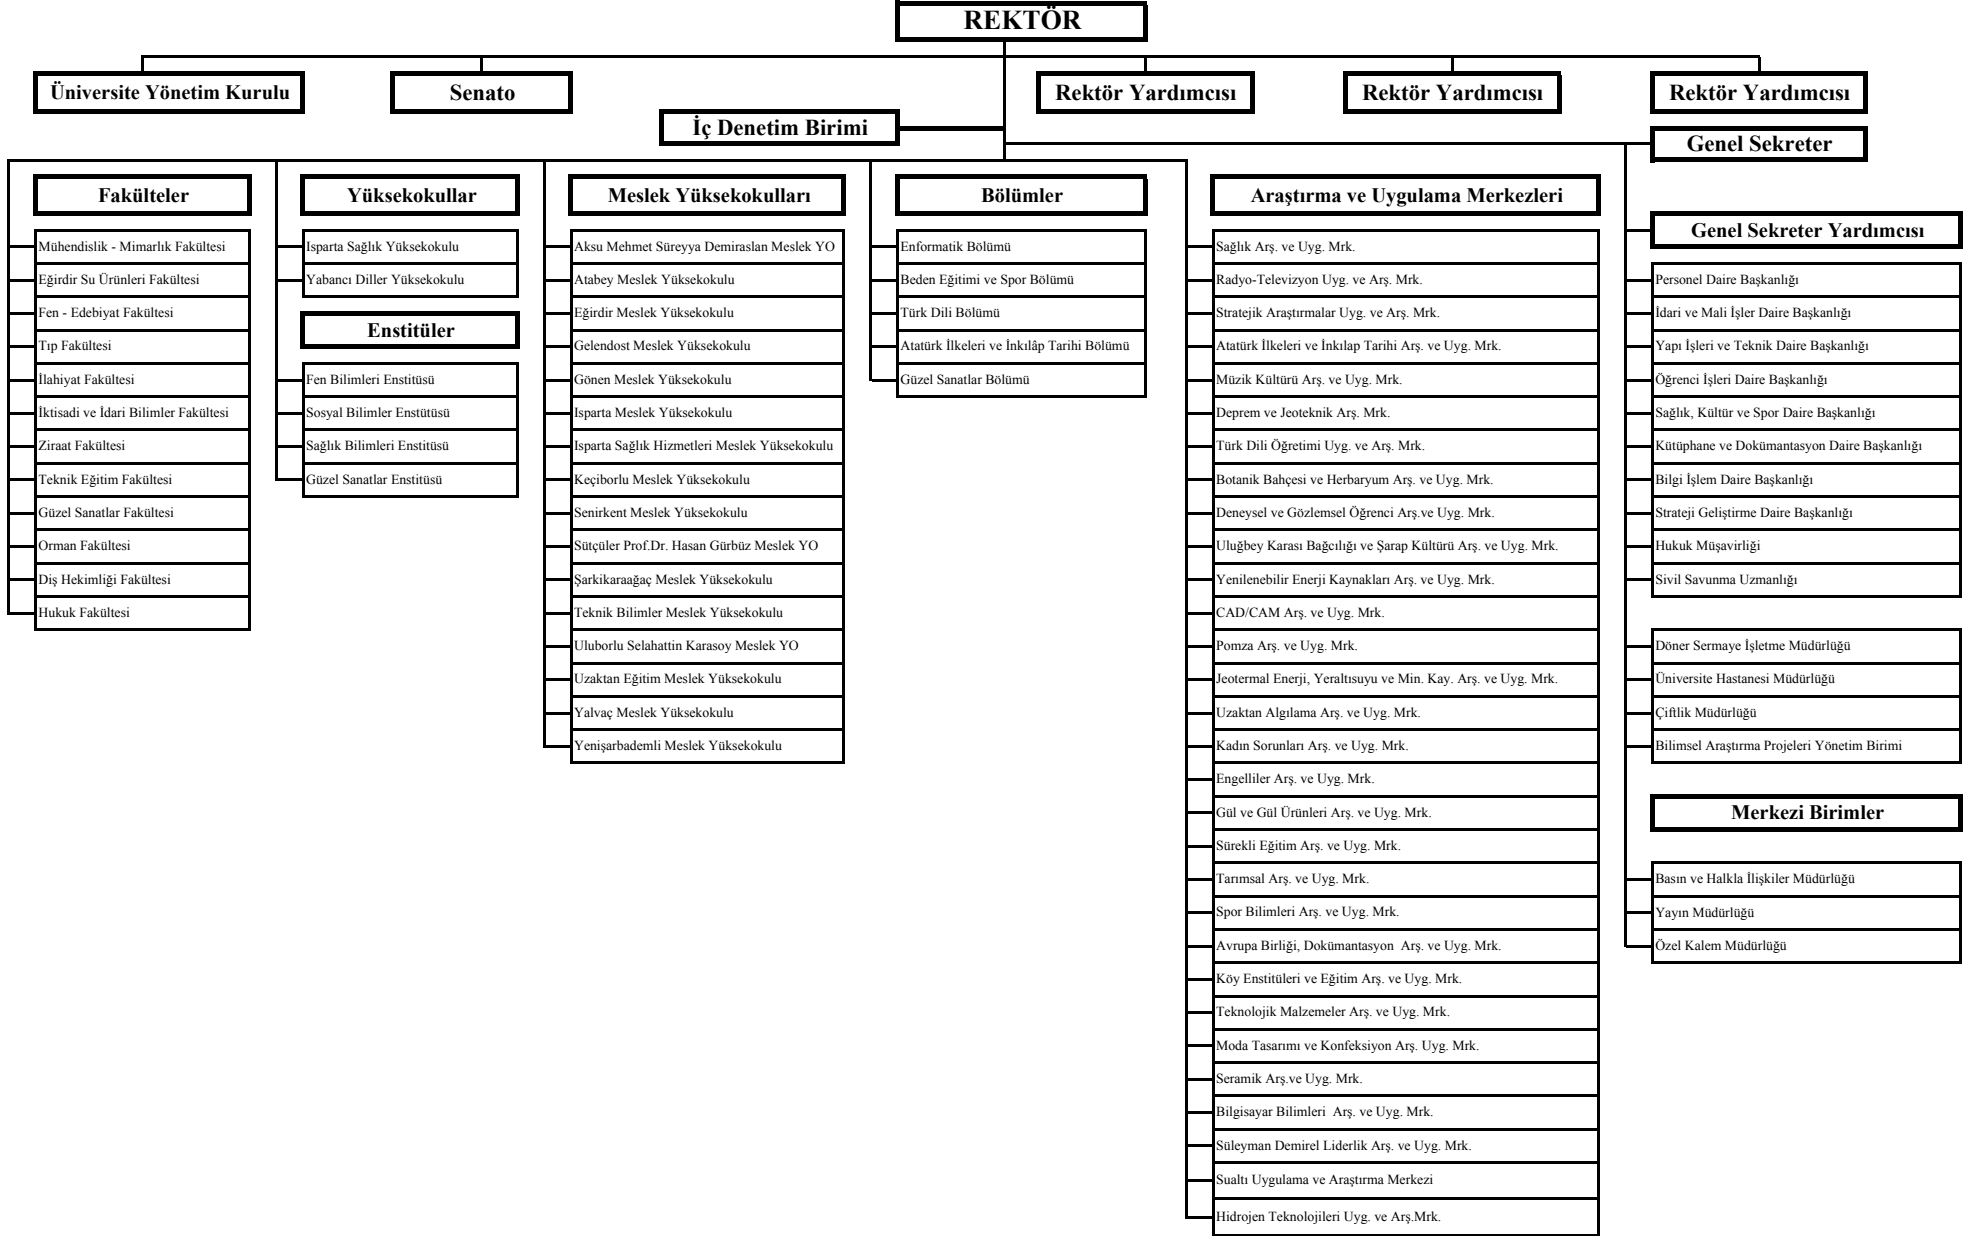 REKTÖR
Üniversite Yönetim Kurulu
Senato
Rektör Yardımcısı
Rektör Yardımcısı
Rektör Yardımcısı
İç Denetim Birimi
Genel Sekreter
Fakülteler
Mühendislik - Mimarlık Fakültesi
Eğirdir Su Ürünleri Fakültesi
Fen - Edebiyat Fakültesi
Tıp Fakültesi
İlahiyat Fakültesi
İktisadi ve İdari Bilimler Fakültesi
Ziraat Fakültesi
Teknik Eğitim Fakültesi
Güzel Sanatlar Fakültesi
Orman Fakültesi
Diş Hekimliği Fakültesi
Hukuk Fakültesi
Yüksekokullar
Isparta Sağlık Yüksekokulu
Yabancı Diller Yüksekokulu
Enstitüler
Fen Bilimleri Enstitüsü
Sosyal Bilimler Enstütüsü
Sağlık Bilimleri Enstitüsü
Güzel Sanatlar Enstitüsü
Meslek Yüksekokulları
Aksu Mehmet Süreyya Demiraslan Meslek YO
Atabey Meslek Yüksekokulu
Eğirdir Meslek Yüksekokulu
Gelendost Meslek Yüksekokulu
Gönen Meslek Yüksekokulu
Isparta Meslek Yüksekokulu
Isparta Sağlık Hizmetleri Meslek Yüksekokulu
Keçiborlu Meslek Yüksekokulu
Senirkent Meslek Yüksekokulu
Sütçüler Prof.Dr. Hasan Gürbüz Meslek YO
Şarkikaraağaç Meslek Yüksekokulu
Teknik Bilimler Meslek Yüksekokulu
Uluborlu Selahattin Karasoy Meslek YO
Uzaktan Eğitim Meslek Yüksekokulu
Yalvaç Meslek Yüksekokulu
Yenişarbademli Meslek Yüksekokulu
Bölümler
Enformatik Bölümü
Beden Eğitimi ve Spor Bölümü
Türk Dili Bölümü
Atatürk İlkeleri ve İnkılâp Tarihi Bölümü
Güzel Sanatlar Bölümü
Araştırma ve Uygulama Merkezleri
Sağlık Arş. ve Uyg. Mrk.
Radyo-Televizyon Uyg. ve Arş. Mrk.
Stratejik Araştırmalar Uyg. ve Arş. Mrk.
Atatürk İlkeleri ve İnkılap Tarihi Arş. ve Uyg. Mrk.
Müzik Kültürü Arş. ve Uyg. Mrk.
Deprem ve Jeoteknik Arş. Mrk.
Türk Dili Öğretimi Uyg. ve Arş. Mrk.
Botanik Bahçesi ve Herbaryum Arş. ve Uyg. Mrk.
Deneysel ve Gözlemsel Öğrenci Arş.ve Uyg. Mrk.
Uluğbey Karası Bağcılığı ve Şarap Kültürü Arş. ve Uyg. Mrk.
Yenilenebilir Enerji Kaynakları Arş. ve Uyg. Mrk.
CAD/CAM Arş. ve Uyg. Mrk.
Pomza Arş. ve Uyg. Mrk.
Jeotermal Enerji, Yeraltısuyu ve Min. Kay. Arş. ve Uyg. Mrk.
Uzaktan Algılama Arş. ve Uyg. Mrk.
Kadın Sorunları Arş. ve Uyg. Mrk.
Engelliler Arş. ve Uyg. Mrk.
Gül ve Gül Ürünleri Arş. ve Uyg. Mrk.
Sürekli Eğitim Arş. ve Uyg. Mrk.
Tarımsal Arş. ve Uyg. Mrk.
Spor Bilimleri Arş. ve Uyg. Mrk.
Avrupa Birliği, Dokümantasyon Arş. ve Uyg. Mrk.
Köy Enstitüleri ve Eğitim Arş. ve Uyg. Mrk.
Teknolojik Malzemeler Arş. ve Uyg. Mrk.
Moda Tasarımı ve Konfeksiyon Arş. Uyg. Mrk.
Seramik Arş.ve Uyg. Mrk.
Bilgisayar Bilimleri Arş. ve Uyg. Mrk.
Süleyman Demirel Liderlik Arş. ve Uyg. Mrk.
Sualtı Uygulama ve Araştırma Merkezi
Hidrojen Teknolojileri Uyg. ve Arş.Mrk.
Genel Sekreter Yardımcısı
Personel Daire Başkanlığı
İdari ve Mali İşler Daire Başkanlığı
Yapı İşleri ve Teknik Daire Başkanlığı
Öğrenci İşleri Daire Başkanlığı
Sağlık, Kültür ve Spor Daire Başkanlığı
Kütüphane ve Dokümantasyon Daire Başkanlığı
Bilgi İşlem Daire Başkanlığı
Strateji Geliştirme Daire Başkanlığı
Hukuk Müşavirliği
Sivil Savunma Uzmanlığı
Döner Sermaye İşletme Müdürlüğü
Üniversite Hastanesi Müdürlüğü
Çiftlik Müdürlüğü
Bilimsel Araştırma Projeleri Yönetim Birimi
Merkezi Birimler
Basın ve Halkla İlişkiler Müdürlüğü
Yayın Müdürlüğü
Özel Kalem Müdürlüğü